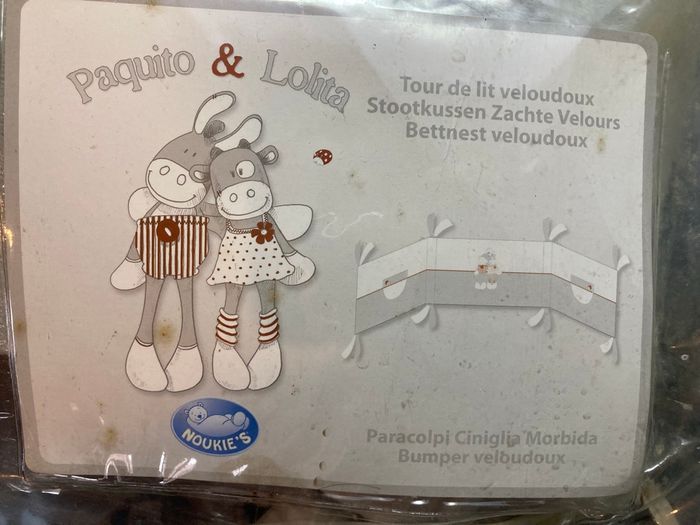 Paquito & Lolita
Tour de lit veloudoux
Stootkussen Zachte Velours
Bettnest veloudoux
NOUKIE'S
Paracolpi Ciniglia Morbida
Bumper veloudoux